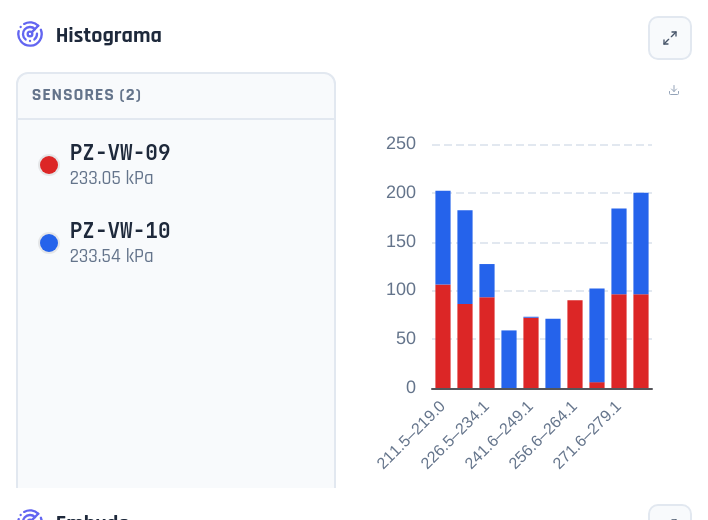 Histograma
SENSORES (2)
PZ-VW-09
233.05 kPa
PZ-VW-10
233.54 kPa
250
200
150
100
50
0
211.5–219.0
226.5–234.1
241.6–249.1
256.6–264.1
271.6–279.1
Embudo